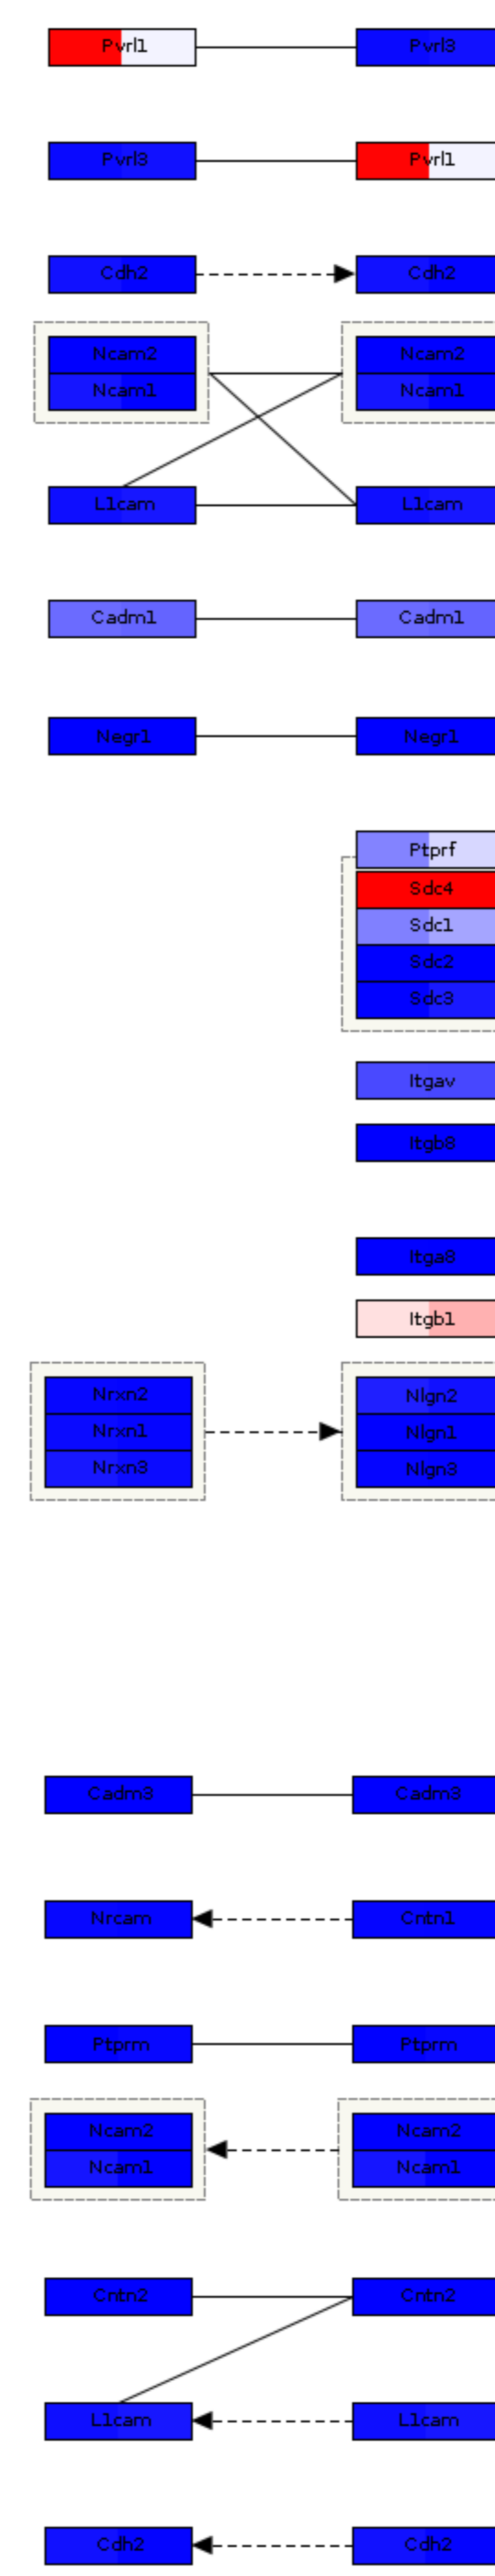 Pvrl1 Pvrl3
Pvrl3 Pvrl1
Cdh2 Cdh2
Ncam2 Ncam2
Ncam1 Ncam1
L1cam L1cam
Cadm1 Cadm1
Negr1 Negr1
Ptprf
Sdc4
Sdc1
Sdc2
Sdc3
Itgav
Itgb8
Itga8
Itgb1
Nrxn2 Nlgn2
Nrxn1 Nlgn1
Nrxn3 Nlgn3
Cadm3 Cadm3
Nrcam Cntn1
Ptprm Ptprm
Ncam2 Ncam2
Ncam1 Ncam1
Cntn2 Cntn2
L1cam L1cam
Cdh2 Cdh2